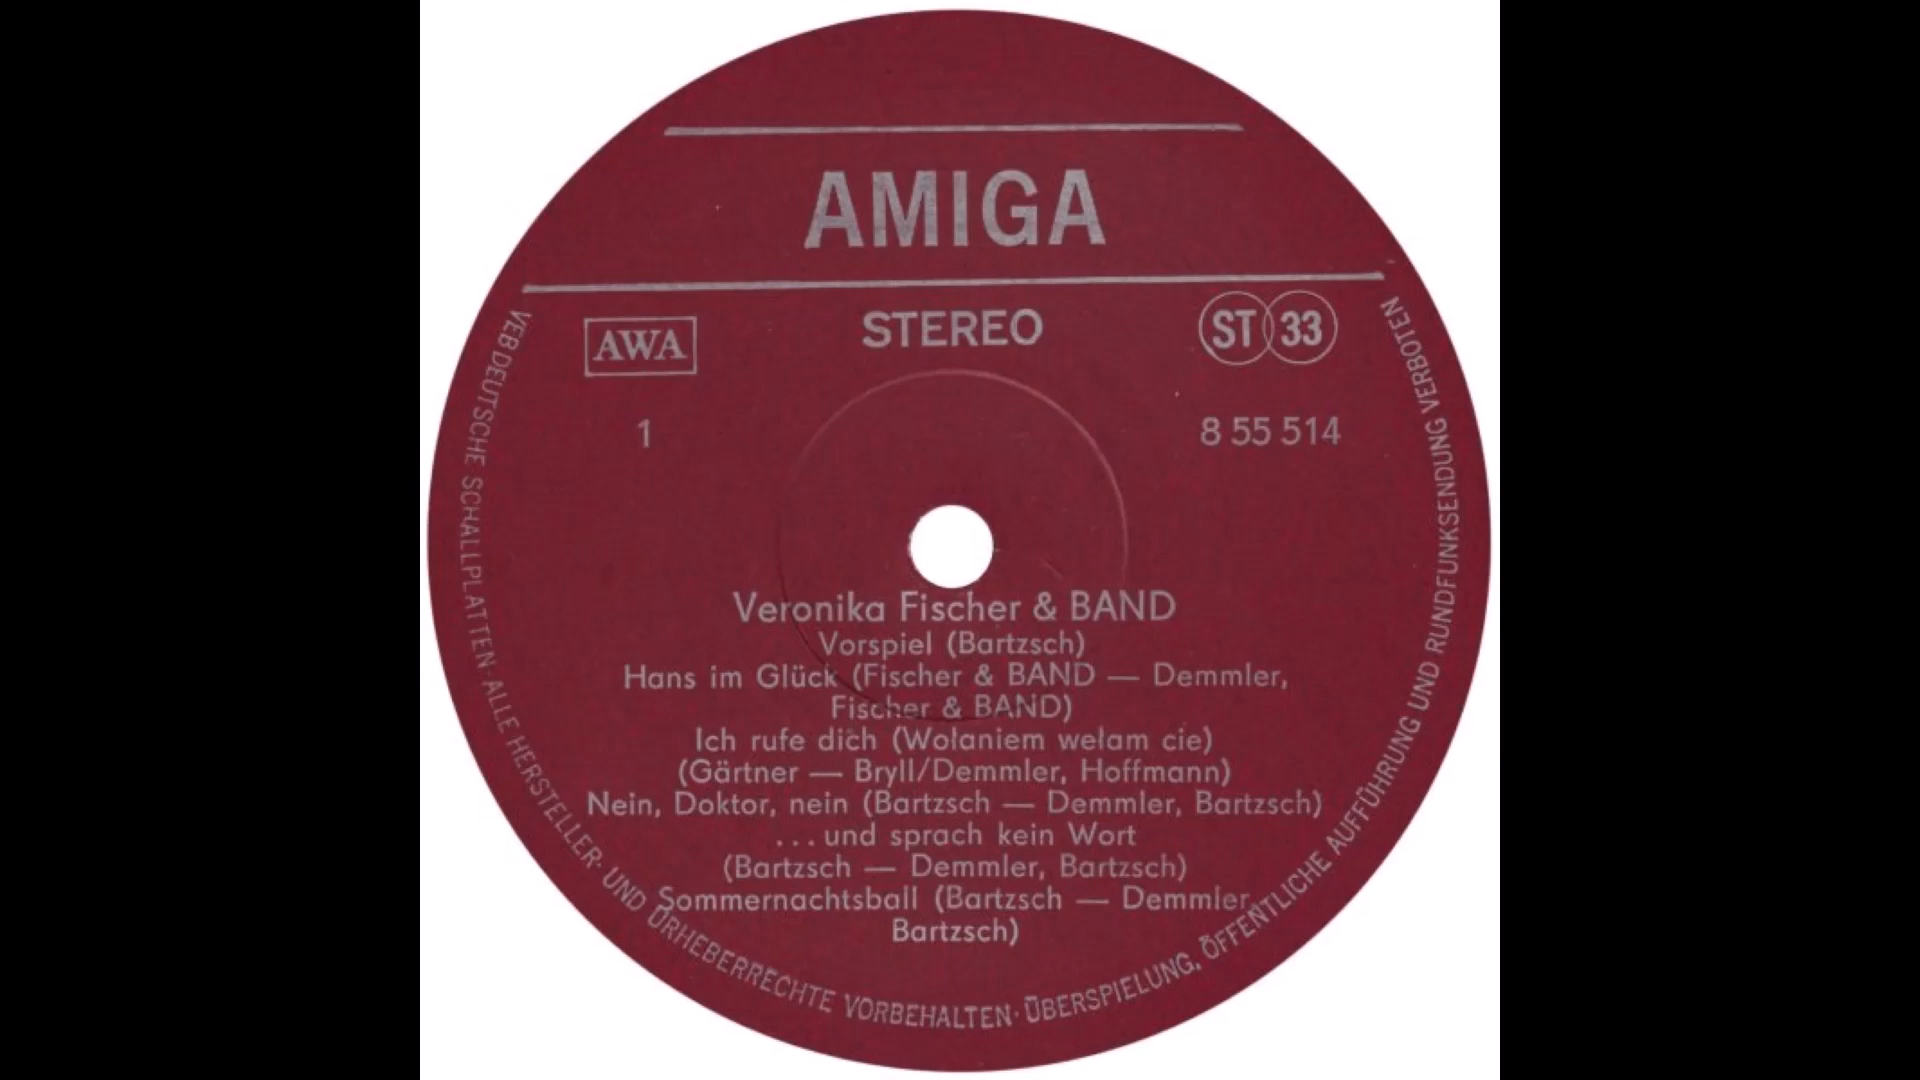 AMIGA
AWA
STEREO
ST 33
1
8 55 514
Veronika Fischer & BAND
Vorspiel (Bartzsch)
Hans im Glück (Fischer & BAND — Demmler,
Fischer & BAND)
Ich rufe dich (Wołaniem wełam cie)
(Gärtner — Bryll/Demmler, Hoffmann)
Nein, Doktor, nein (Bartzsch — Demmler, Bartzsch)
...und sprach kein Wort
(Bartzsch — Demmler, Bartzsch)
Sommernachtsball (Bartzsch — Demmler,
Bartzsch)
VEB DEUTSCHE SCHALLPLATTEN · ALLE HERSTELLER- UND URHEBERRECHTE VORBEHALTEN · ÜBERSPIELUNG, ÖFFENTLICHE AUFFÜHRUNG UND RUNDFUNKSENDUNG VERBOTEN